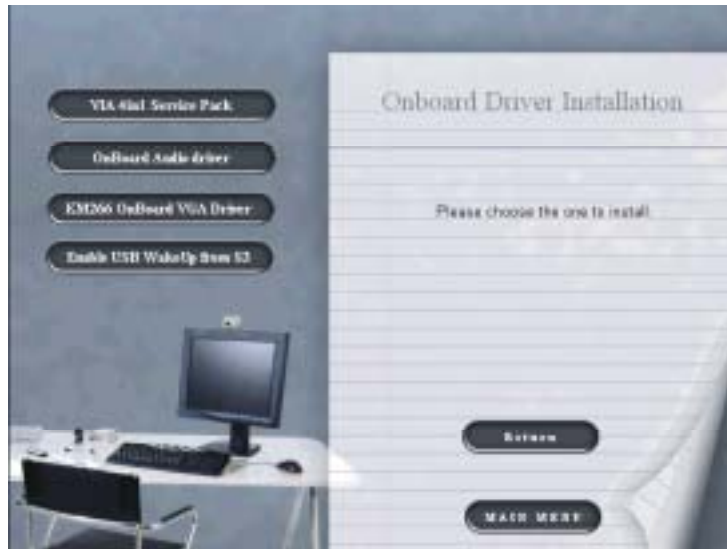 VIA 4in1 Service Pack
OnBoard Audio driver
KM266 OnBoard VGA Driver
Enable USB WakeUp from S3
Onboard Driver Installation
Please choose the one to install.
Return
MAIN MENU